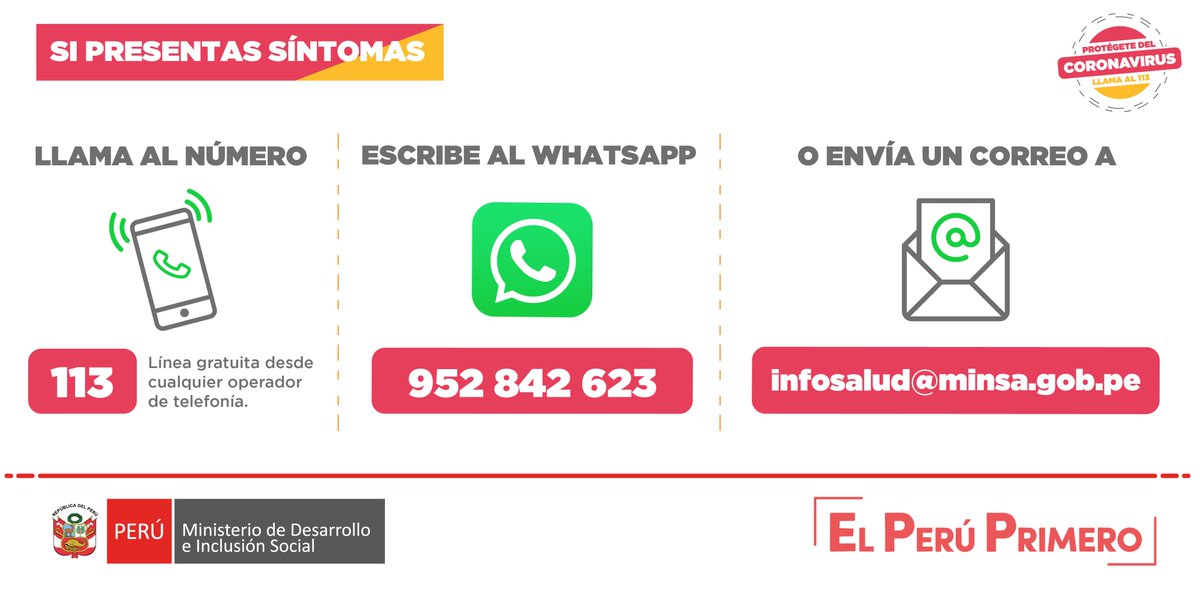 SI PRESENTAS SÍNTOMAS
PROTÉGETE DEL
CORONAVIRUS
LLAMA AL 113
LLAMA AL NÚMERO
113
Línea gratuita desde
cualquier operador
de telefonía.
ESCRIBE AL WHATSAPP
952 842 623
O ENVÍA UN CORREO A
@
infosalud@minsa.gob.pe
REPÚBLICA DEL PERÚ
PERÚ
Ministerio de Desarrollo
e Inclusión Social
EL PERÚ PRIMERO